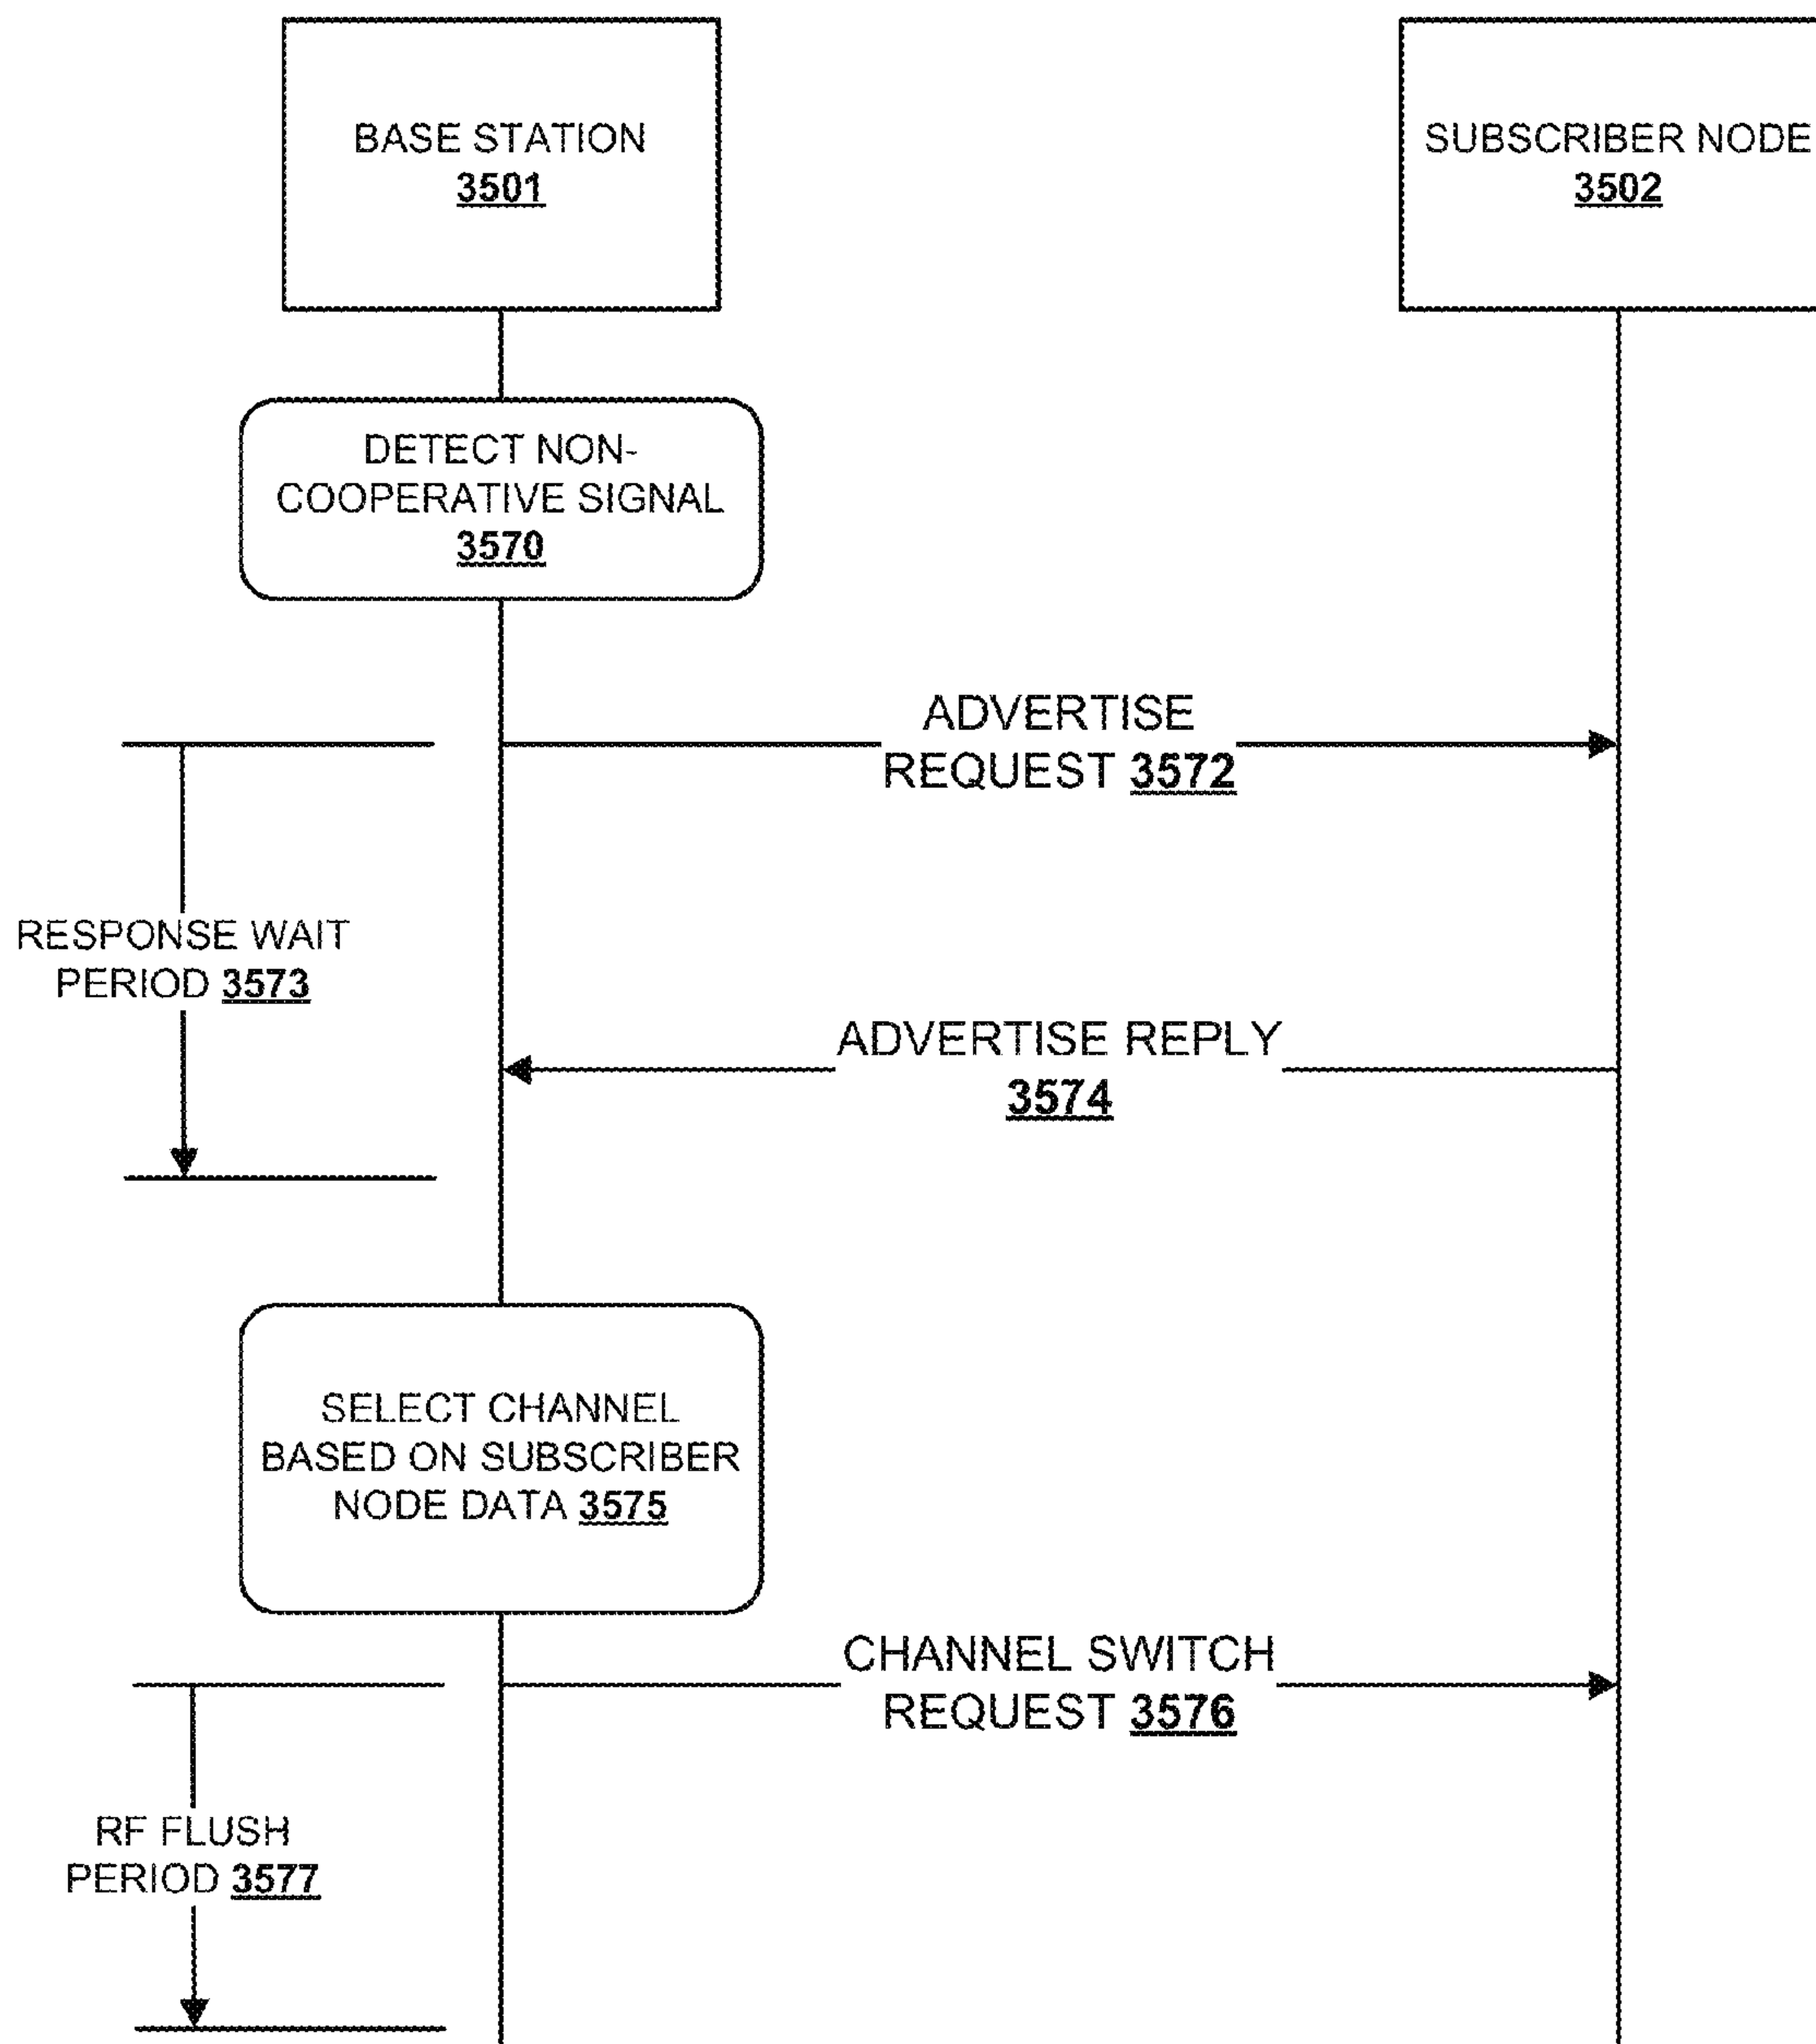 BASE STATION
3501
SUBSCRIBER NODE
3502
DETECT NON-
COOPERATIVE SIGNAL
3570
ADVERTISE
REQUEST 3572
RESPONSE WAIT
PERIOD 3573
ADVERTISE REPLY
3574
SELECT CHANNEL
BASED ON SUBSCRIBER
NODE DATA 3575
CHANNEL SWITCH
REQUEST 3576
RF FLUSH
PERIOD 3577